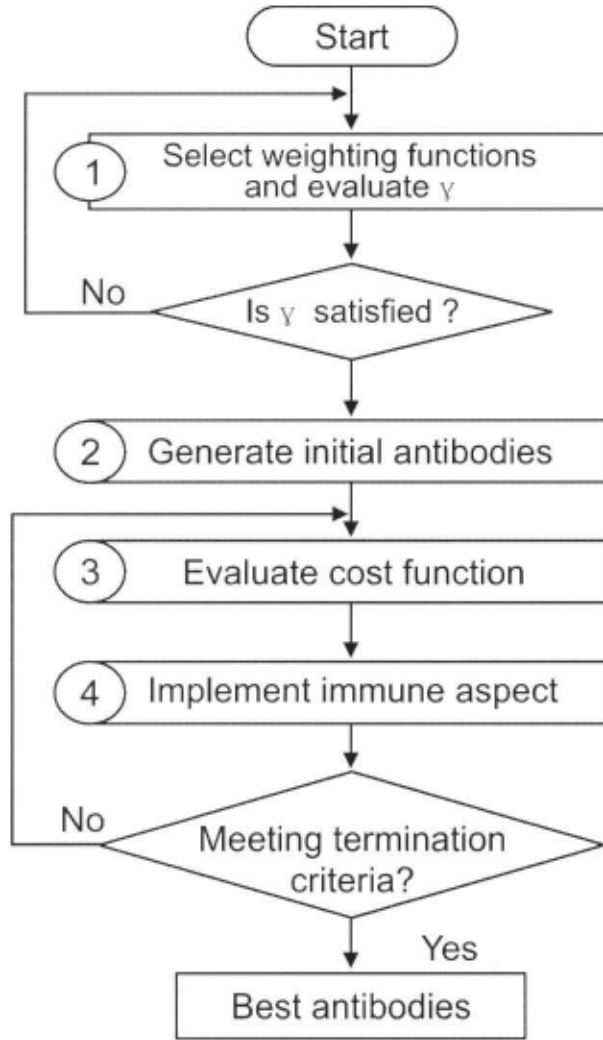 Start
1
Select weighting functions
and evaluate γ
Is γ satisfied ?
No
2
Generate initial antibodies
3
Evaluate cost function
4
Implement immune aspect
No
Meeting termination
criteria?
Yes
Best antibodies